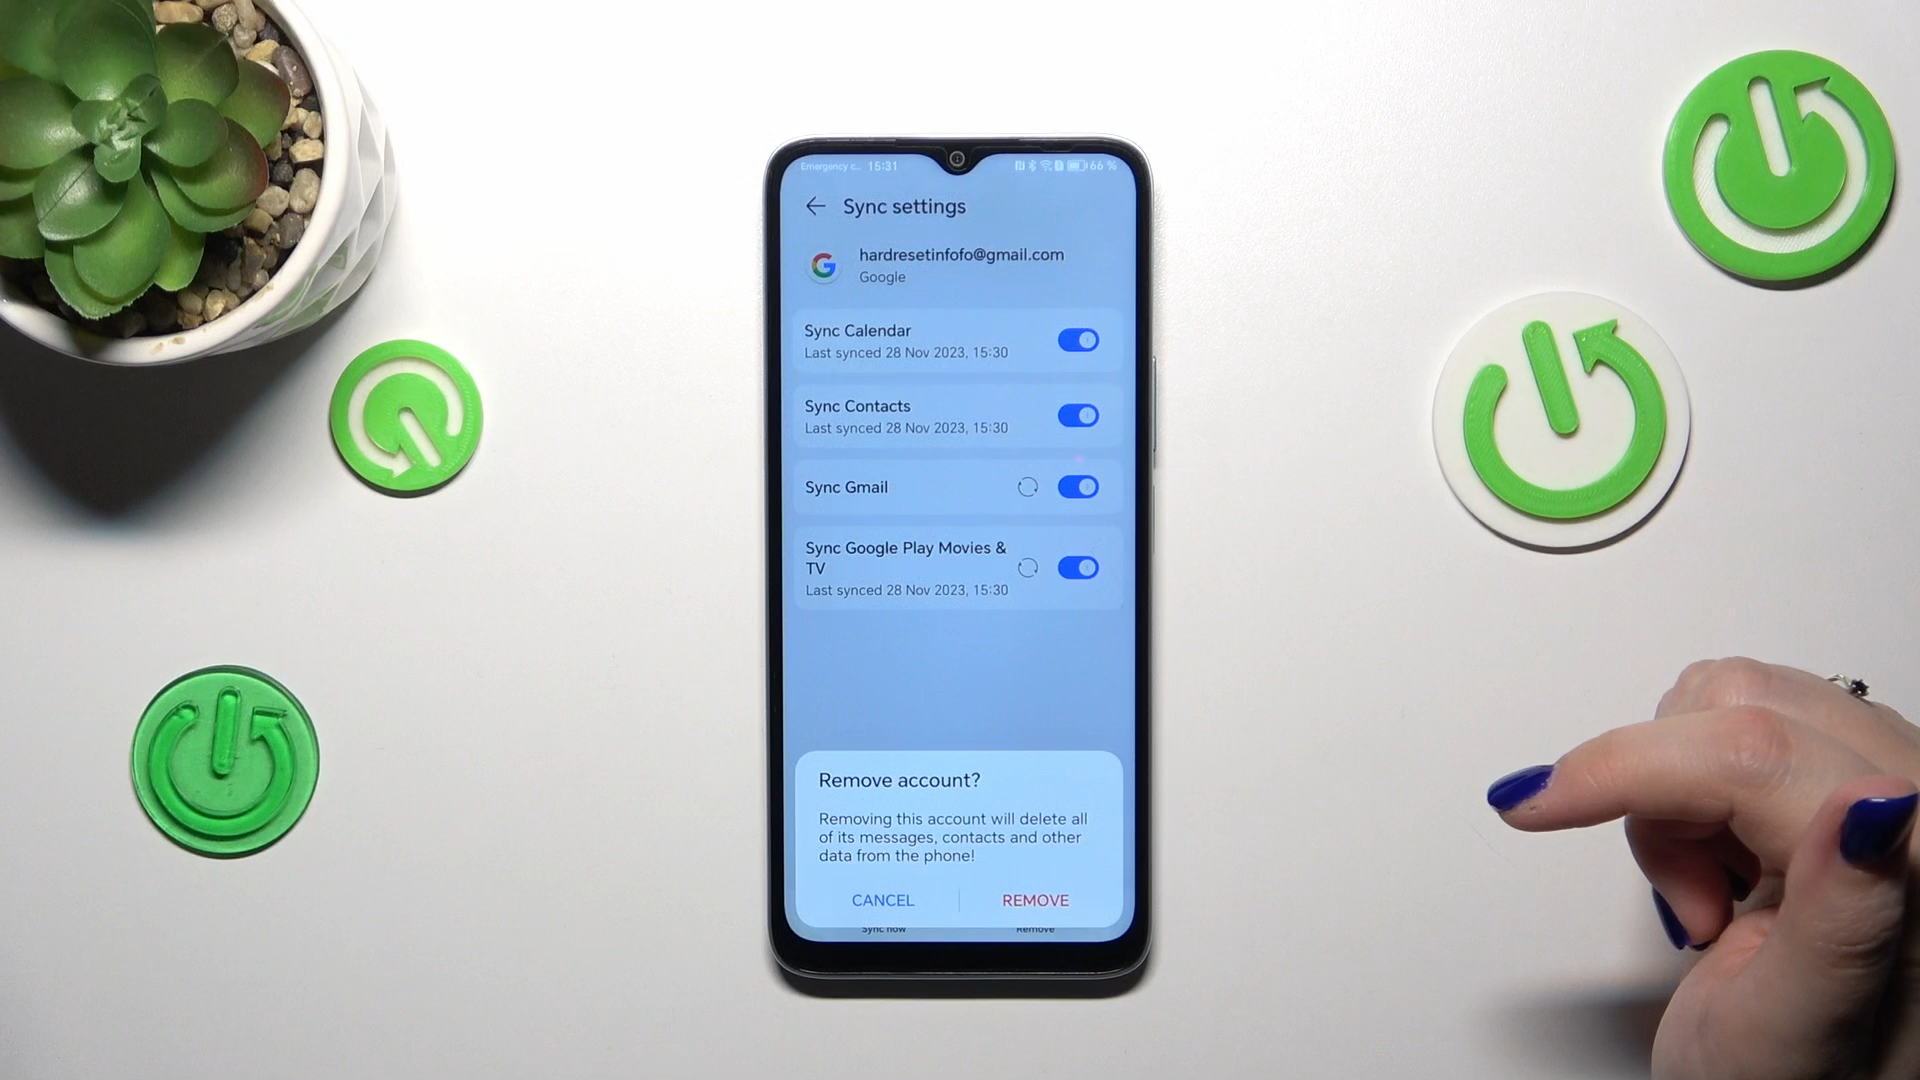 Emergency c... 15:31 66 %
Sync settings
hardresetinfofo@gmail.com
Google
Sync Calendar
Last synced 28 Nov 2023, 15:30
Sync Contacts
Last synced 28 Nov 2023, 15:30
Sync Gmail
Sync Google Play Movies &
TV
Last synced 28 Nov 2023, 15:30
Remove account?
Removing this account will delete all
of its messages, contacts and other
data from the phone!
CANCEL REMOVE
Sync now Remove